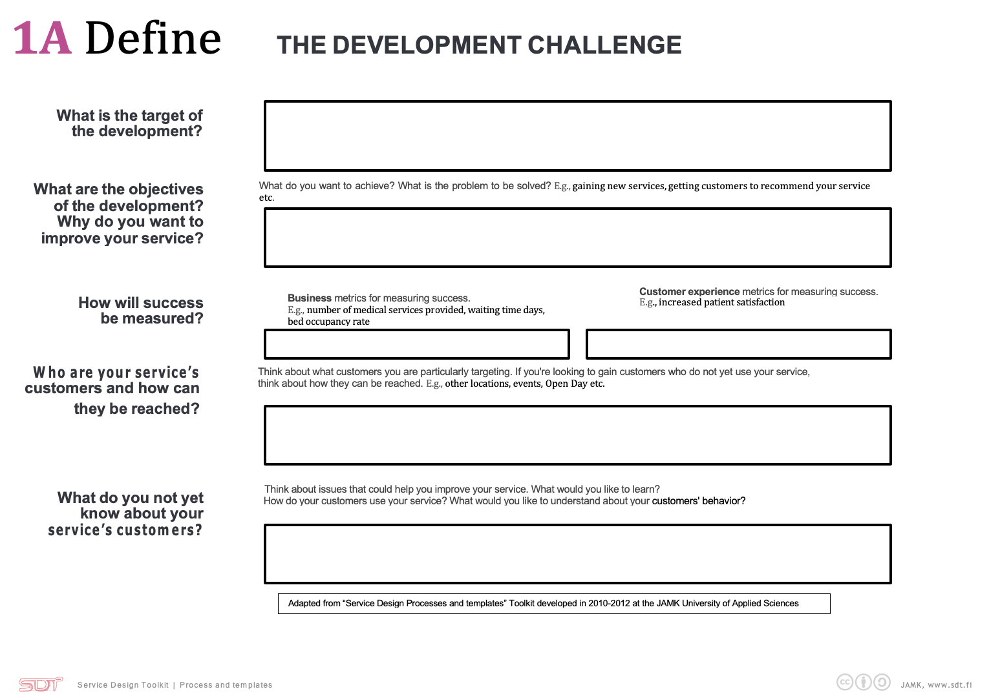 1A Define
THE DEVELOPMENT CHALLENGE
What is the target of
the development?
What are the objectives
of the development?
Why do you want to
improve your service?
What do you want to achieve? What is the problem to be solved? E.g., gaining new services, getting customers to recommend your service
etc.
How will success
be measured?
Business metrics for measuring success.
E.g., number of medical services provided, waiting time days,
bed occupancy rate
Customer experience metrics for measuring success.
E.g., increased patient satisfaction
Who are your service’s
customers and how can
they be reached?
Think about what customers you are particularly targeting. If you're looking to gain customers who do not yet use your service,
think about how they can be reached. E.g., other locations, events, Open Day etc.
What do you not yet
know about your
service’s customers?
Think about issues that could help you improve your service. What would you like to learn?
How do your customers use your service? What would you like to understand about your customers' behavior?
Adapted from “Service Design Processes and templates” Toolkit developed in 2010-2012 at the JAMK University of Applied Sciences
SDT
Service Design Toolkit | Process and templates
cc
JAMK, www.sdt.fi